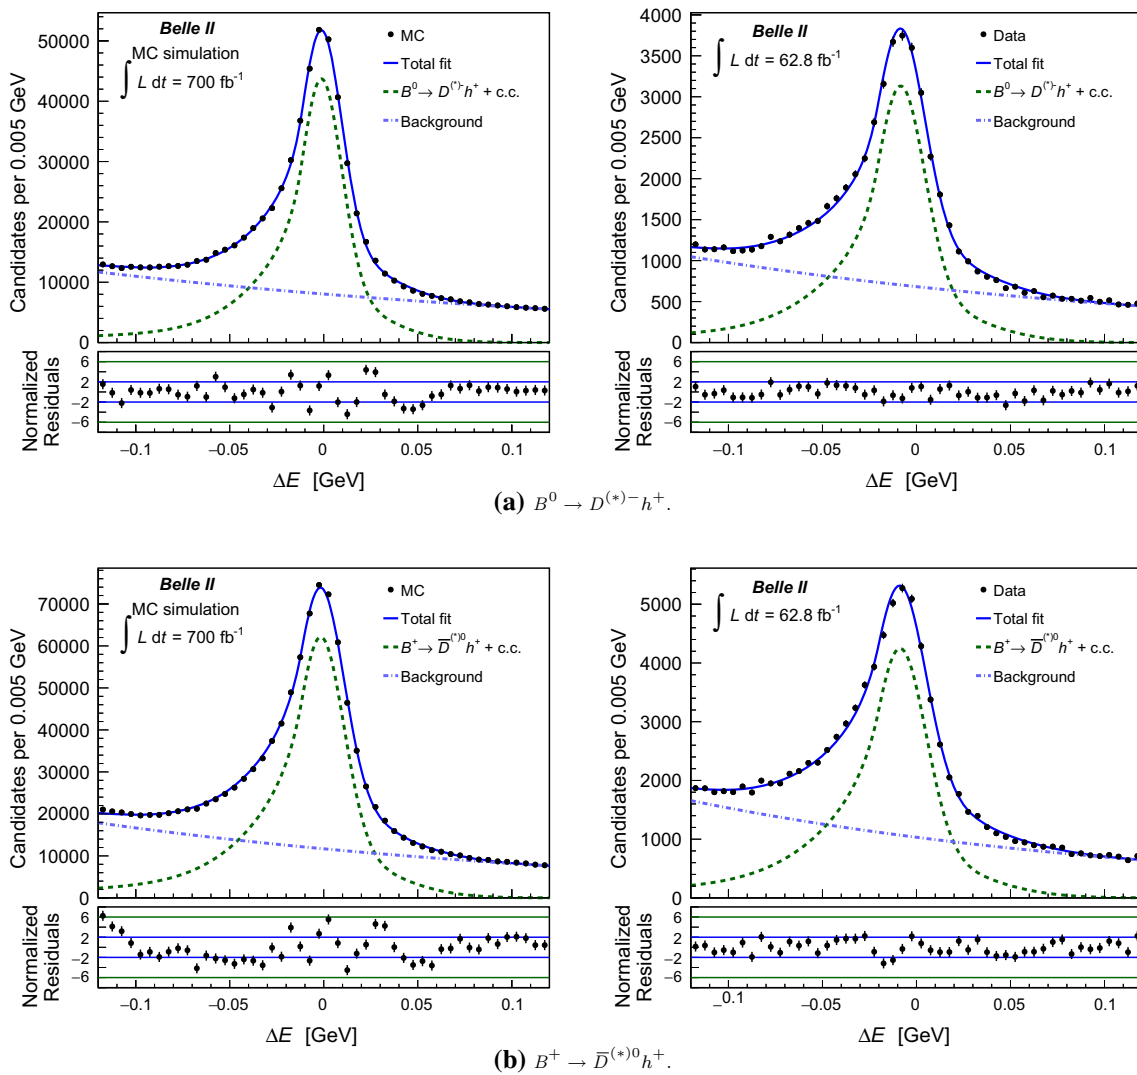 Belle II
MC simulation
∫ L dt = 700 fb⁻¹
MC
Total fit
B⁰→ D⁽*⁾⁻h⁺ + c.c.
Background
Candidates per 0.005 GeV
50000
40000
30000
20000
10000
0
Normalized
Residuals
6
2
−2
−6
−0.1 −0.05 0 0.05 0.1
ΔE [GeV]
Belle II
∫ L dt = 62.8 fb⁻¹
Data
Total fit
B⁰→ D⁽*⁾⁻h⁺ + c.c.
Background
Candidates per 0.005 GeV
4000
3500
3000
2500
2000
1500
1000
500
0
Normalized
Residuals
6
2
−2
−6
−0.1 −0.05 0 0.05 0.1
ΔE [GeV]
(a) B⁰ → D⁽*⁾⁻h⁺.
Belle II
MC simulation
∫ L dt = 700 fb⁻¹
MC
Total fit
B⁺→ D̅⁽*⁾⁰h⁺ + c.c.
Background
Candidates per 0.005 GeV
70000
60000
50000
40000
30000
20000
10000
0
Normalized
Residuals
6
2
−2
−6
−0.1 −0.05 0 0.05 0.1
ΔE [GeV]
Belle II
∫ L dt = 62.8 fb⁻¹
Data
Total fit
B⁺→ D̅⁽*⁾⁰h⁺ + c.c.
Background
Candidates per 0.005 GeV
5000
4000
3000
2000
1000
0
Normalized
Residuals
6
2
−2
−6
−0.1 −0.05 0 0.05 0.1
ΔE [GeV]
(b) B⁺ → D̅⁽*⁾⁰h⁺.